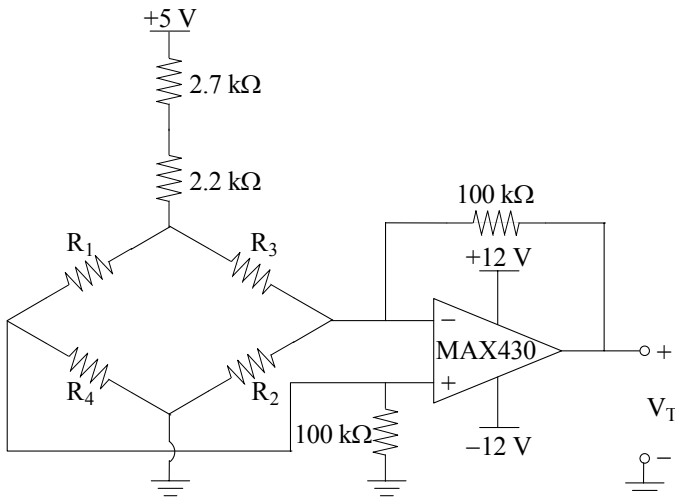 +5 V
2.7 kΩ
2.2 kΩ
100 kΩ
R1
R3
+12 V
−
MAX430
+
+
R4
R2
VT
100 kΩ
−12 V
−